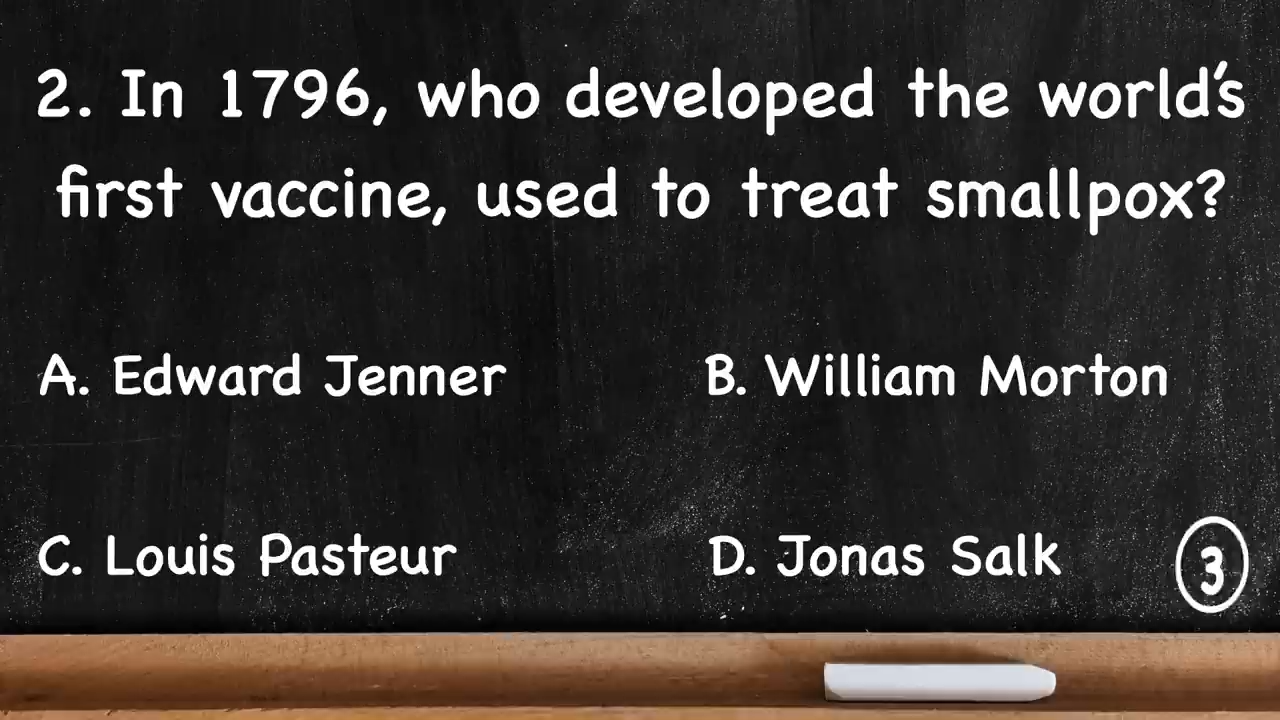 2. In 1796, who developed the world's
first vaccine, used to treat smallpox?
A. Edward Jenner
B. William Morton
C. Louis Pasteur
D. Jonas Salk
3